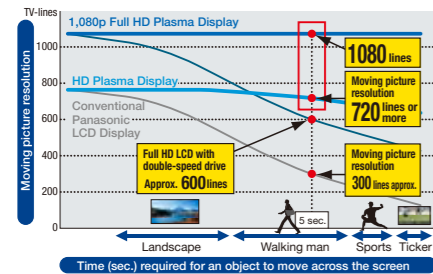 TV-lines
1,080p Full HD Plasma Display
1000
1080 lines
HD Plasma Display
800
Moving picture
resolution
720 lines or
more
Conventional
Panasonic
LCD Display
600
Full HD LCD with
double-speed drive
Approx. 600 lines
400
Moving picture
resolution
300 lines approx.
200
0
5 sec.
Moving picture resolution
Landscape
Walking man
Sports
Ticker
Time (sec.) required for an object to move across the screen